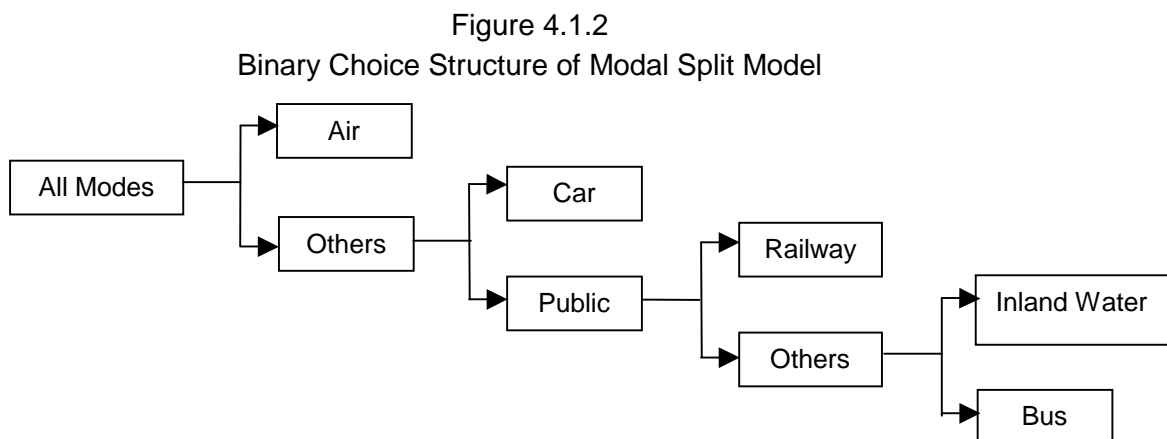 Figure 4.1.2
Binary Choice Structure of Modal Split Model
All Modes
Air
Others
Car
Public
Railway
Others
Inland Water
Bus